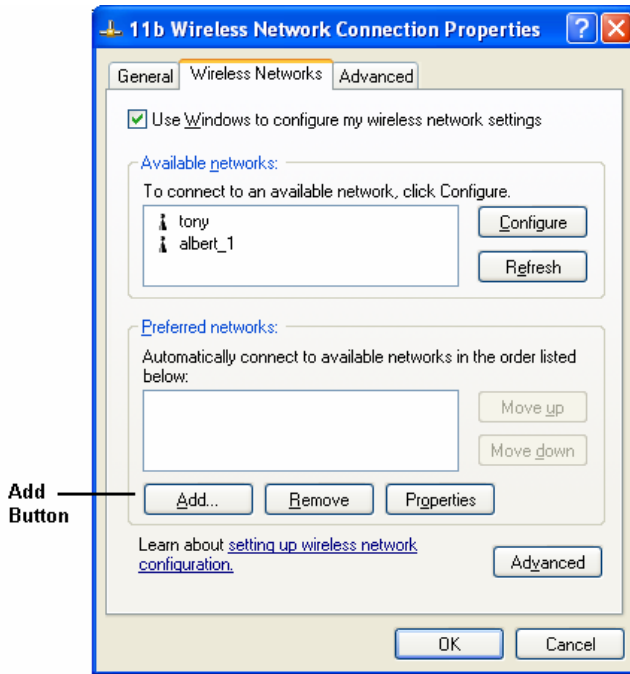 11b Wireless Network Connection Properties
General Wireless Networks Advanced
Use Windows to configure my wireless network settings
Available networks:
To connect to an available network, click Configure.
tony
albert_1
Configure
Refresh
Preferred networks:
Automatically connect to available networks in the order listed
below:
Move up
Move down
Add
Button
Add... Remove Properties
Learn about setting up wireless network
configuration.
Advanced
OK Cancel